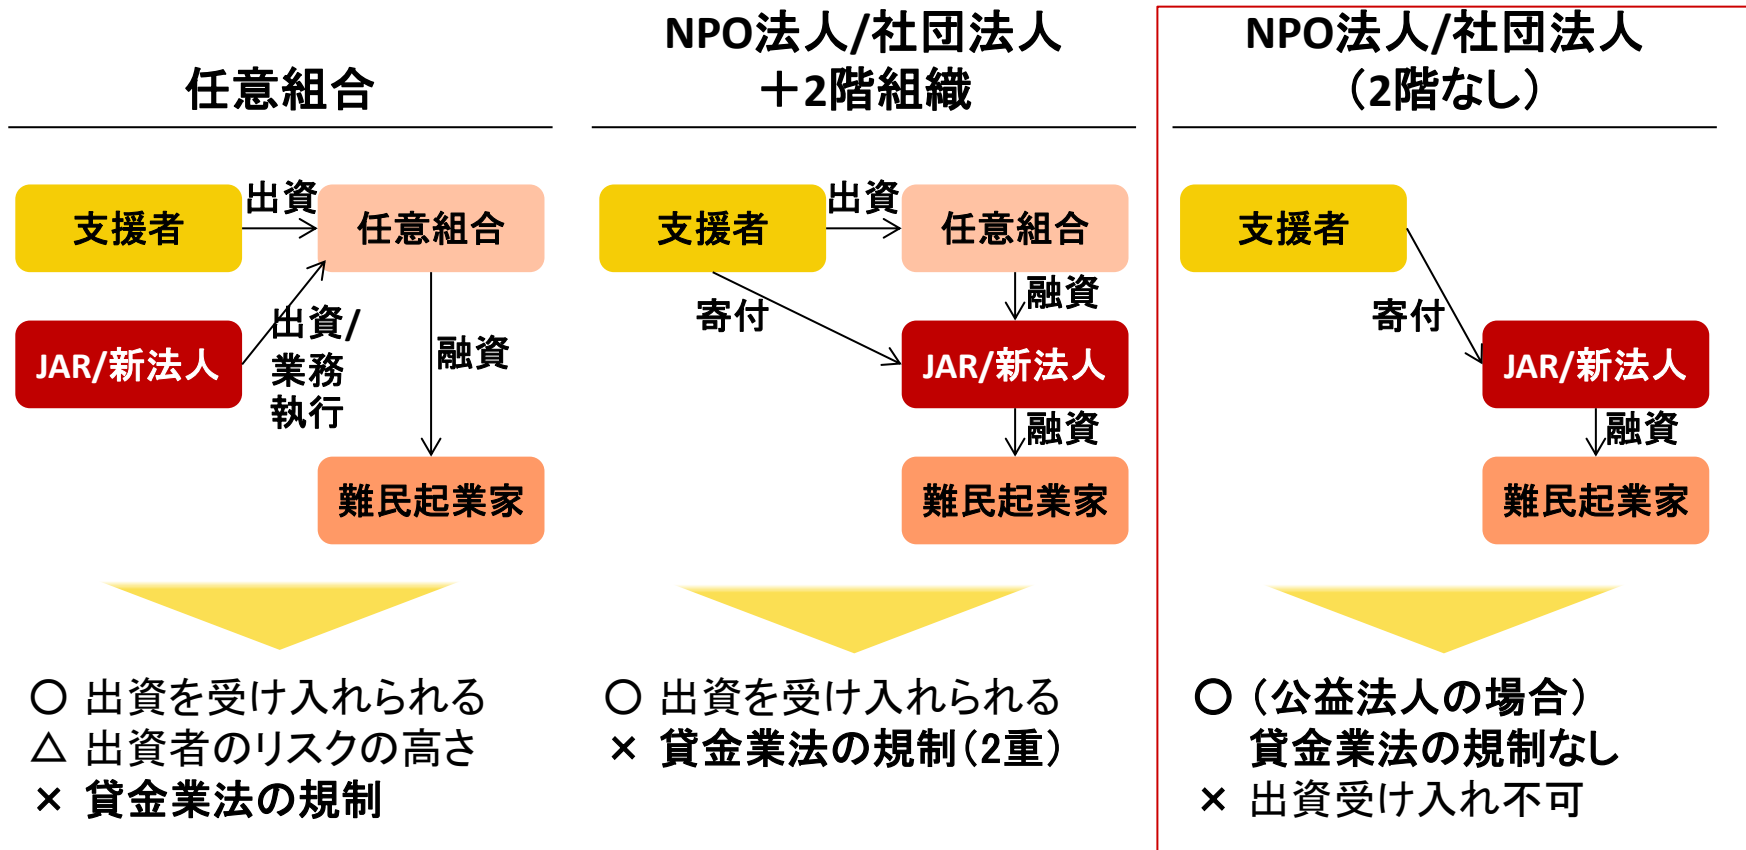 任意組合
支援者
出資
任意組合
JAR/新法人
出資/
業務
執行
融資
難民起業家
○ 出資を受け入れられる
△ 出資者のリスクの高さ
× 貸金業法の規制
NPO法人/社団法人
＋2階組織
支援者
出資
任意組合
寄付
融資
JAR/新法人
融資
難民起業家
○ 出資を受け入れられる
× 貸金業法の規制（2重）
NPO法人/社団法人
（2階なし）
支援者
寄付
JAR/新法人
融資
難民起業家
○（公益法人の場合）
貸金業法の規制なし
× 出資受け入れ不可